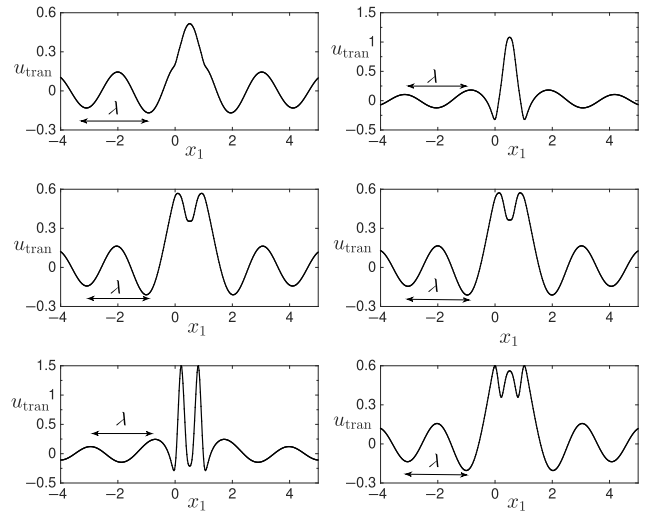 0.6 1.5
u_tran 0.3 u_tran 1
λ 0.5 λ
0 0
−0.3 −0.5
−4 −2 0 2 4 −4 −2 0 2 4
x_1 x_1
0.6 0.6
u_tran 0.3 u_tran 0.3
0 λ 0 λ
−0.3 −0.3
−4 −2 0 2 4 −4 −2 0 2 4
x_1 x_1
1.5 0.6
u_tran 1 u_tran 0.3
0.5 λ
0 0 λ
−0.5 −0.3
−4 −2 0 2 4 −4 −2 0 2 4
x_1 x_1